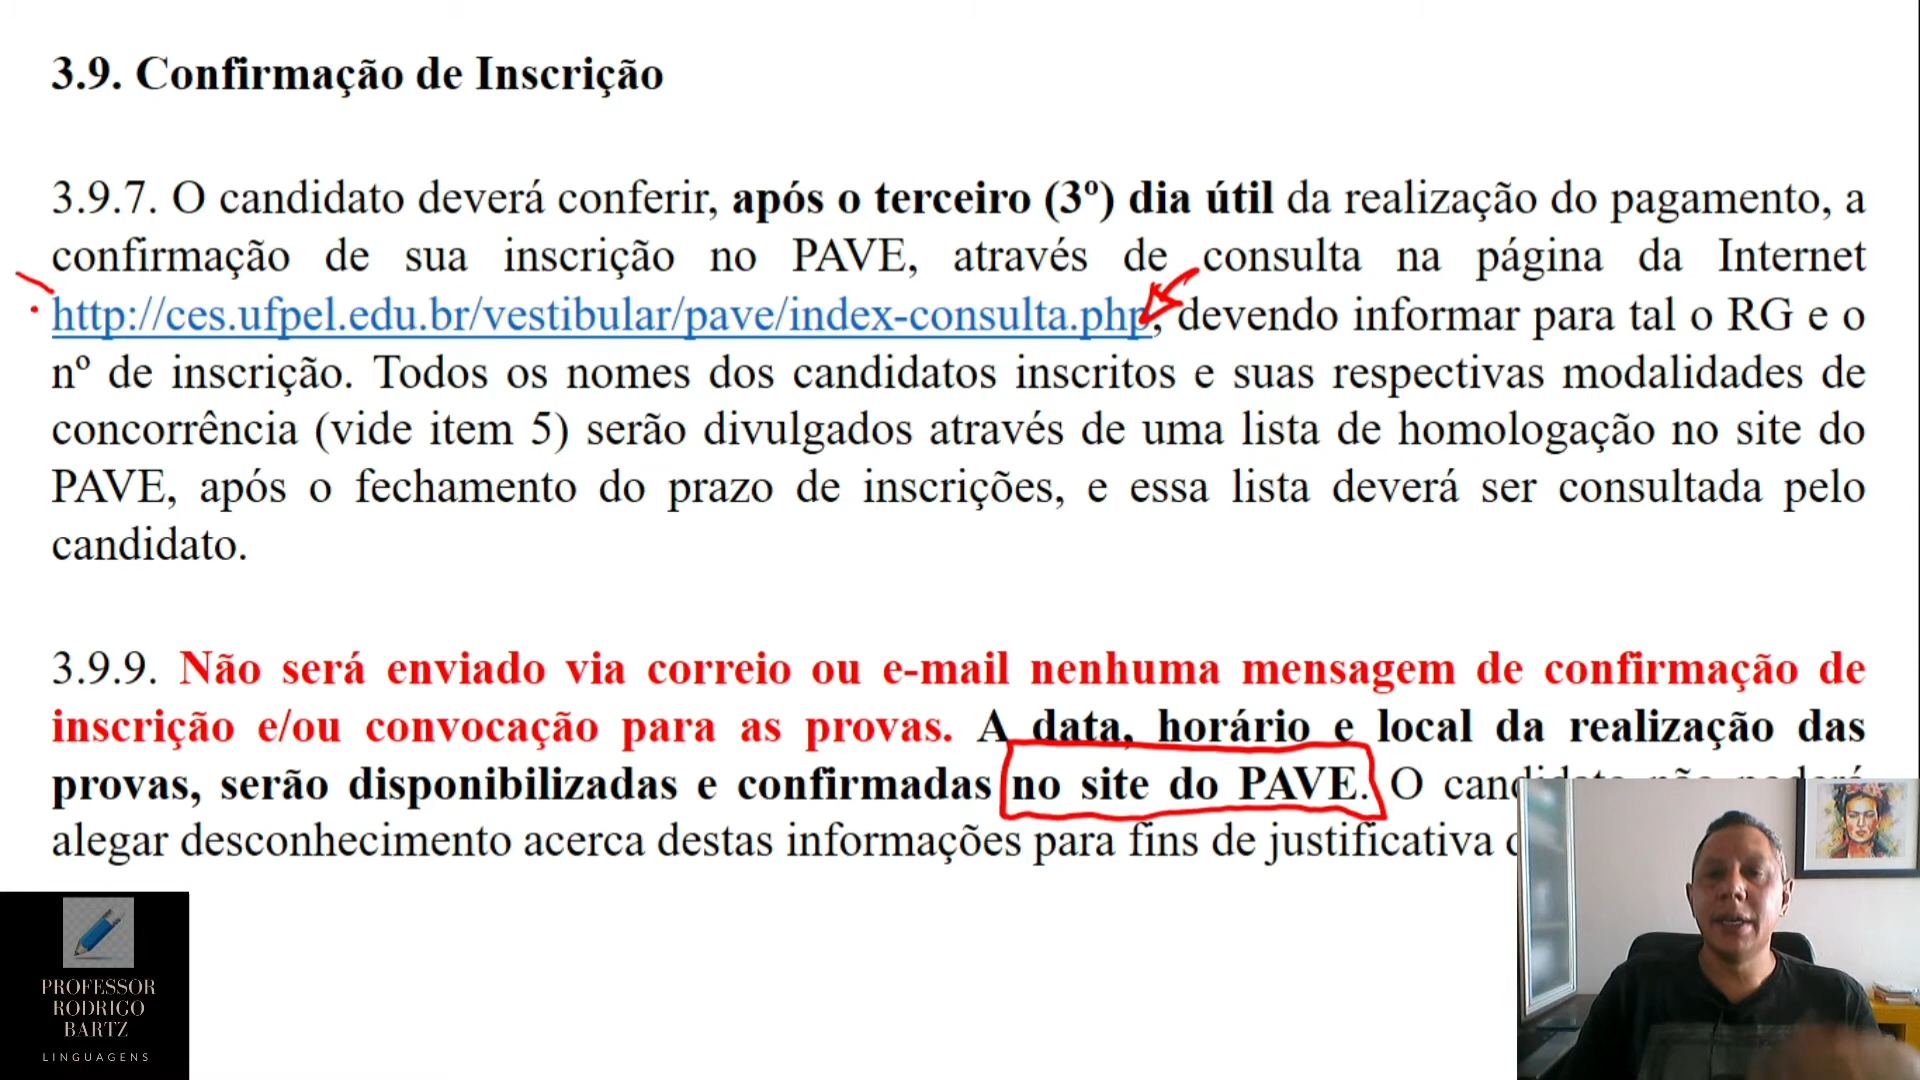 3.9. Confirmação de Inscrição
3.9.7. O candidato deverá conferir, após o terceiro (3º) dia útil da realização do pagamento, a
confirmação de sua inscrição no PAVE, através de consulta na página da Internet
http://ces.ufpel.edu.br/vestibular/pave/index-consulta.php, devendo informar para tal o RG e o
nº de inscrição. Todos os nomes dos candidatos inscritos e suas respectivas modalidades de
concorrência (vide item 5) serão divulgados através de uma lista de homologação no site do
PAVE, após o fechamento do prazo de inscrições, e essa lista deverá ser consultada pelo
candidato.
3.9.9. Não será enviado via correio ou e-mail nenhuma mensagem de confirmação de
inscrição e/ou convocação para as provas. A data, horário e local da realização das
provas, serão disponibilizadas e confirmadas no site do PAVE. O
alegar desconhecimento acerca destas informações para fins de justificativa
PROFESSOR
RODRIGO
BARTZ
LINGUAGENS